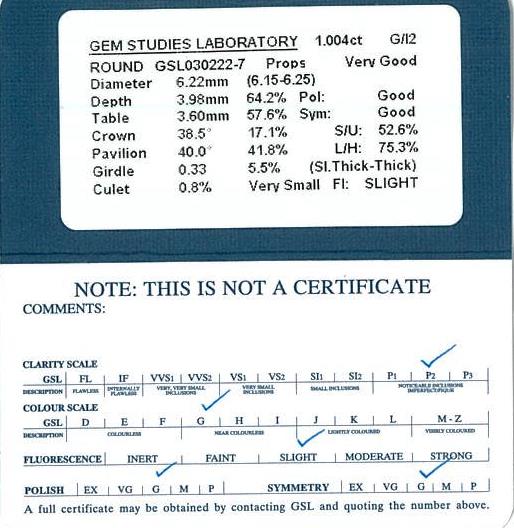 GEM STUDIES LABORATORY 1.004ct G/I2
ROUND GSL030222-7 Props Very Good
Diameter 6.22mm (6.15-6.25)
Depth 3.98mm 64.2% Pol: Good
Table 3.60mm 57.6% Sym: Good
Crown 38.5° 17.1% S/U: 52.6%
Pavilion 40.0° 41.8% L/H: 75.3%
Girdle 0.33 5.5% (Sl.Thick-Thick)
Culet 0.8% Very Small Fl: SLIGHT
NOTE: THIS IS NOT A CERTIFICATE
COMMENTS:
CLARITY SCALE
GSL FL IF VVS1 VVS2 VS1 VS2 SI1 SI2 P1 P2 P3
DESCRIPTION FLAWLESS INTERNALLY FLAWLESS VERY, VERY SMALL INCLUSIONS VERY SMALL INCLUSIONS SMALL INCLUSIONS NOTICEABLE INCLUSIONS IMPERFECT/PIQUE
COLOUR SCALE
GSL D E F G H I J K L M - Z
DESCRIPTION COLOURLESS NEAR COLOURLESS LIGHTLY COLOURED VISIBLY COLOURED
FLUORESCENCE INERT FAINT SLIGHT MODERATE STRONG
POLISH EX VG G M P SYMMETRY EX VG G M P
A full certificate may be obtained by contacting GSL and quoting the number above.